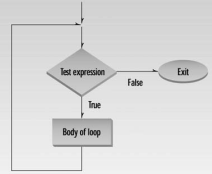 Test expression
Exit
False
True
Body of loop